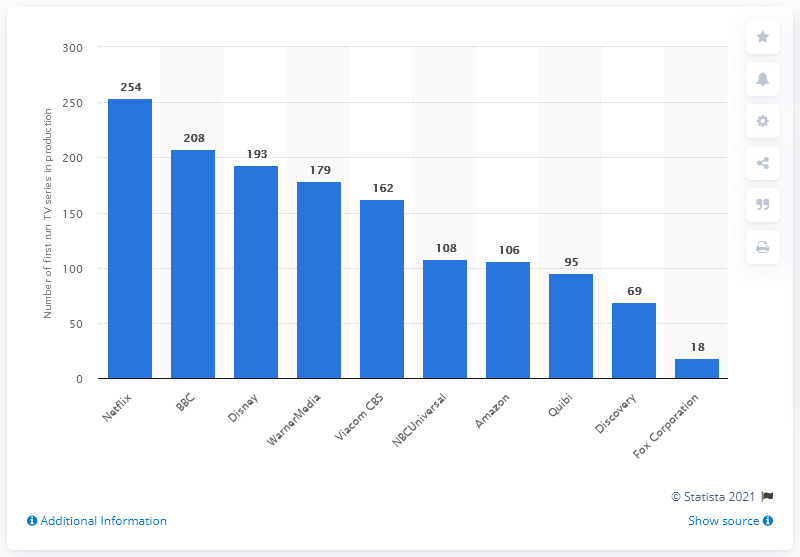 Number of first run TV series in production
300
250
200
150
100
50
0
254
208
193
179
162
108
106
95
69
18
Netflix
BBC
Disney
WarnerMedia
Viacom CBS
NBCUniversal
Amazon
Quibi
Discovery
Fox Corporation
© Statista 2021
Additional Information
Show source